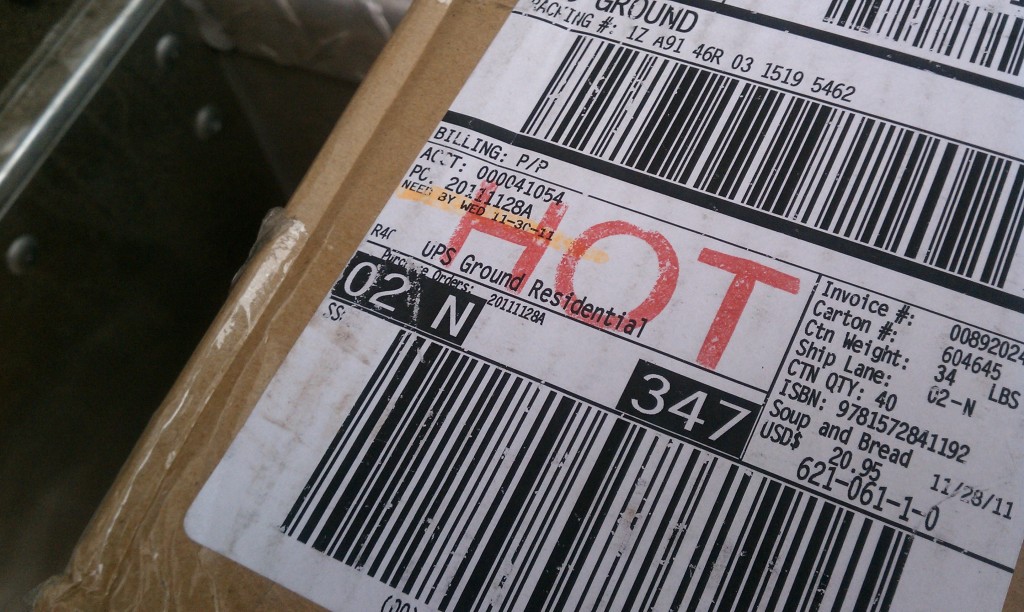 GROUND
TRACKING #: 1Z A91 46R 03 1519 5462
BILLING: P/P
ACCT: 000041054
PC. 20111128A
NEED BY WED 11-30-11
HOT
UPS Ground Residential
Purchase Orders: 20111128A
02 N
SS:
347
Invoice #: 00892024
Carton #: 604645
Ctn Weight: 34 LBS
Ship Lane: 02-N
CTN QTY: 40
ISBN: 9781572841192
Soup and Bread
USD$ 20.95
11/28/11
621-061-1-0